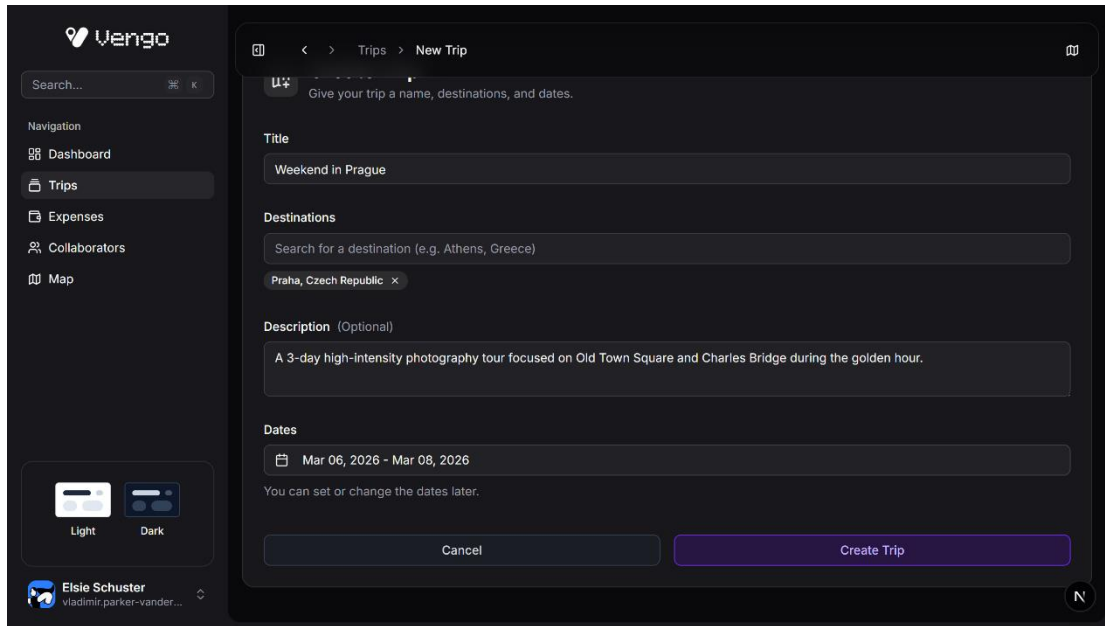 Vengo
Search... ⌘ K
Navigation
Dashboard
Trips
Expenses
Collaborators
Map
Light Dark
Elsie Schuster
vladimir.parker-vander...
Trips > New Trip
Give your trip a name, destinations, and dates.
Title
Weekend in Prague
Destinations
Search for a destination (e.g. Athens, Greece)
Praha, Czech Republic ×
Description (Optional)
A 3-day high-intensity photography tour focused on Old Town Square and Charles Bridge during the golden hour.
Dates
Mar 06, 2026 - Mar 08, 2026
You can set or change the dates later.
Cancel Create Trip
N